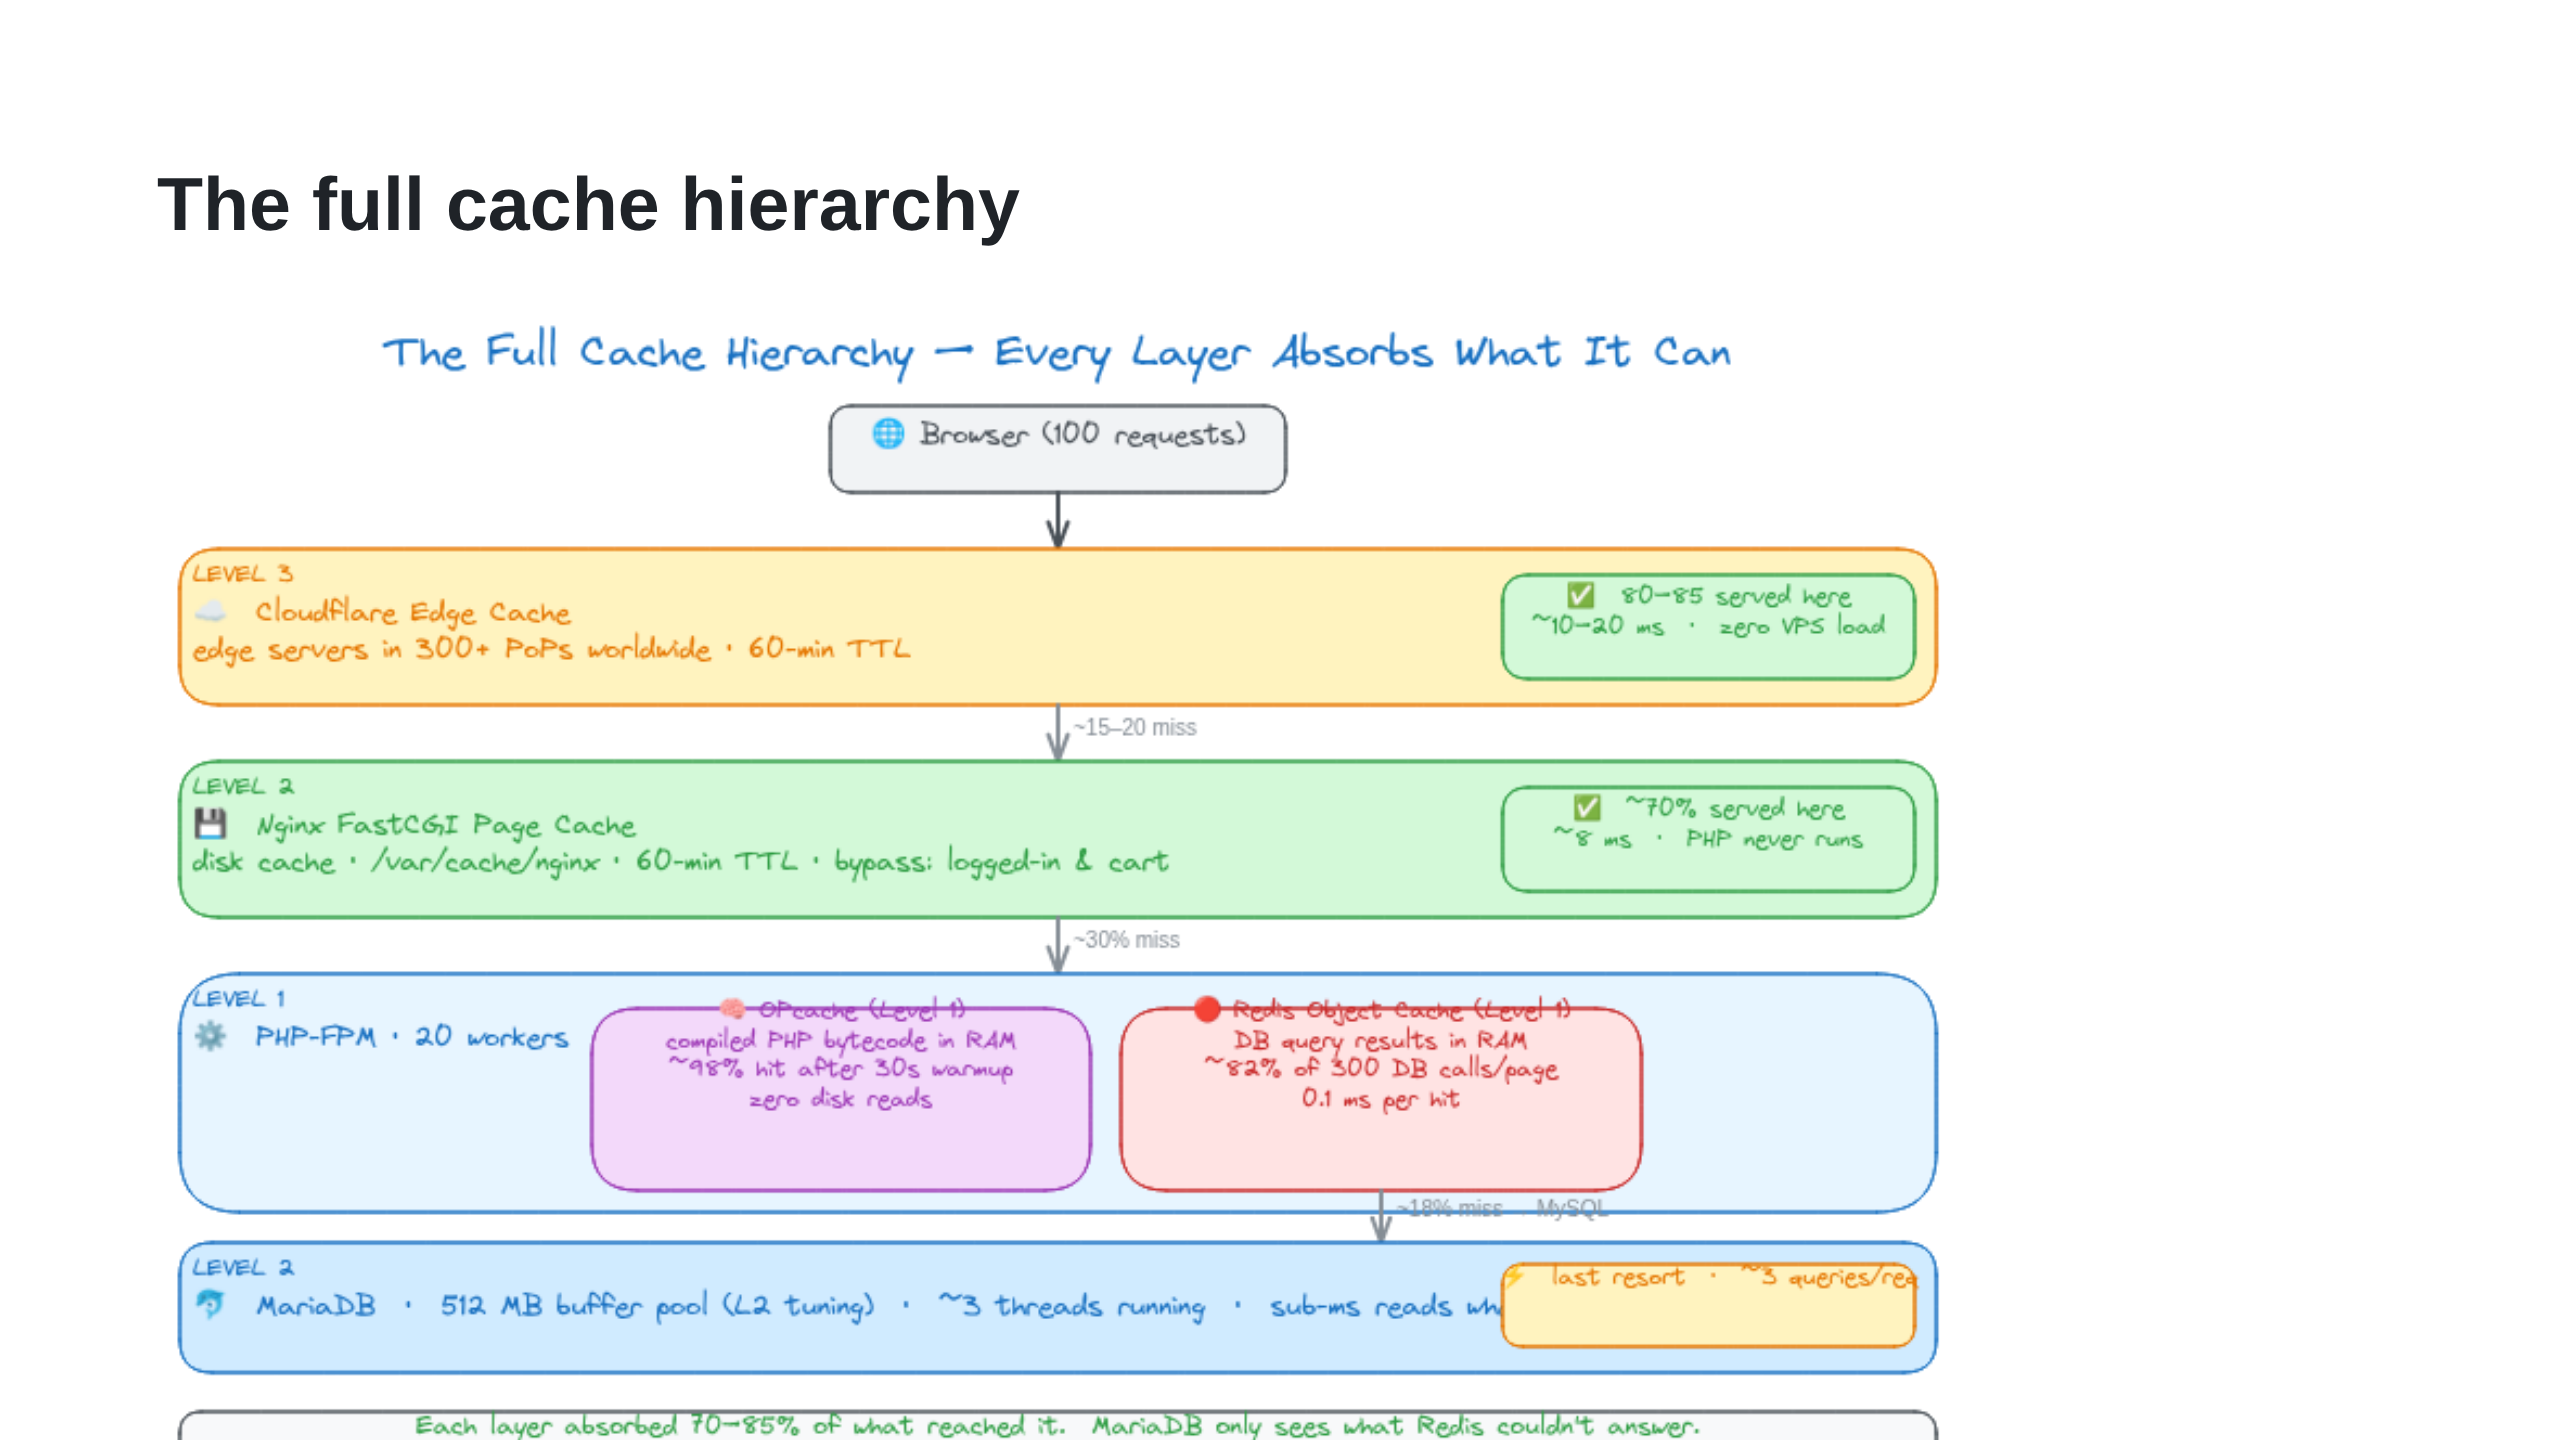 The full cache hierarchy
The Full Cache Hierarchy — Every Layer Absorbs What It Can
Browser (100 requests)
LEVEL 3
Cloudflare Edge Cache
edge servers in 300+ PoPs worldwide · 60-min TTL
80–85 served here
~10–20 ms · zero VPS load
~15–20 miss
LEVEL 2
Nginx FastCGI Page Cache
disk cache · /var/cache/nginx · 60-min TTL · bypass: logged-in & cart
~70% served here
~8 ms · PHP never runs
~30% miss
LEVEL 1
PHP-FPM · 20 workers
OPcache (Level 1)
compiled PHP bytecode in RAM
~98% hit after 30s warmup
zero disk reads
Redis Object Cache (Level 1)
DB query results in RAM
~82% of 300 DB calls/page
0.1 ms per hit
~18% miss → MySQL
LEVEL 2
MariaDB · 512 MB buffer pool (L2 tuning) · ~3 threads running · sub-ms reads
last resort · ~3 queries/req
Each layer absorbed 70–85% of what reached it. MariaDB only sees what Redis couldn't answer.